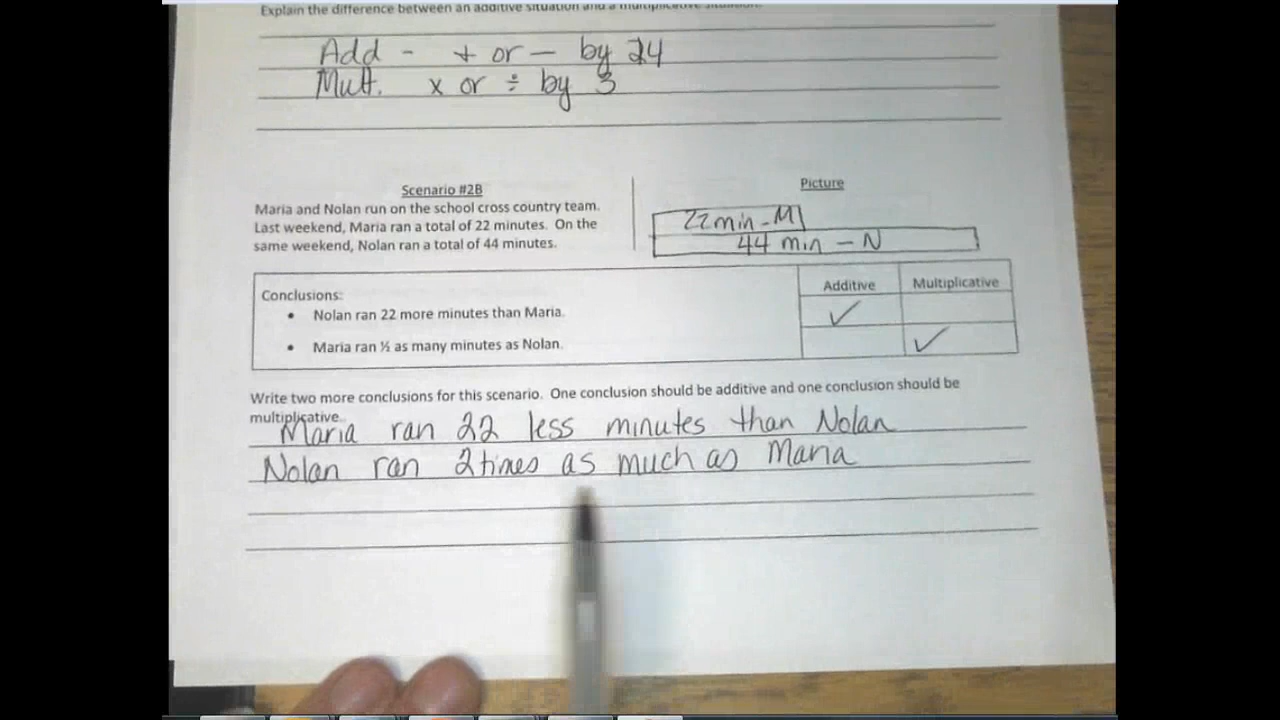 Explain the difference between an additive situation and a multiplicative situation.
Add - + or - by 24
Mult. x or ÷ by 3
Scenario #2B
Maria and Nolan run on the school cross country team.
Last weekend, Maria ran a total of 22 minutes. On the
same weekend, Nolan ran a total of 44 minutes.
Picture
22 min - M
44 min - N
Conclusions:
Additive
Multiplicative
• Nolan ran 22 more minutes than Maria.
✓
• Maria ran ½ as many minutes as Nolan.
✓
Write two more conclusions for this scenario. One conclusion should be additive and one conclusion should be
multiplicative.
Maria ran 22 less minutes than Nolan
Nolan ran 2 times as much as Maria